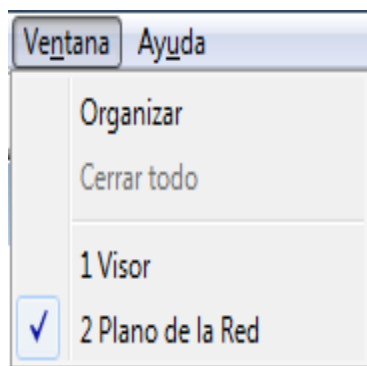 Ventana Ayuda
Organizar
Cerrar todo
1 Visor
2 Plano de la Red